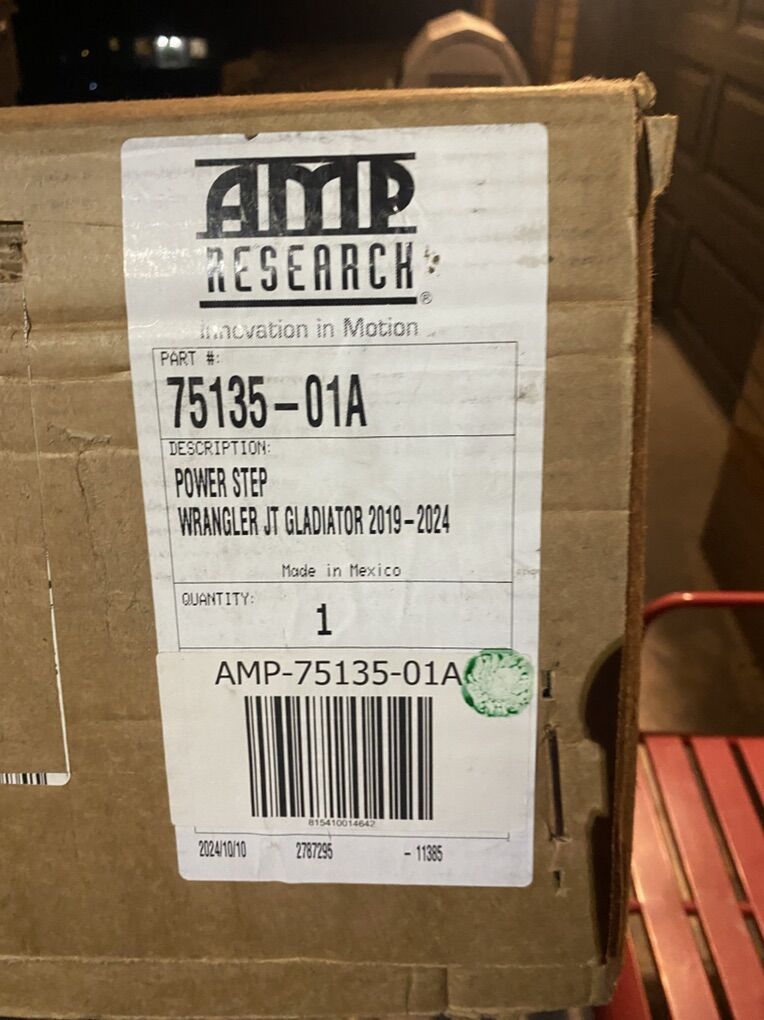 AMP
RESEARCH®
Innovation in Motion
PART #:
75135-01A
DESCRIPTION:
POWER STEP
WRANGLER JT GLADIATOR 2019-2024
Made in Mexico
QUANTITY:
1
AMP-75135-01A
815410014642
2024/10/10 2787295 - 11385